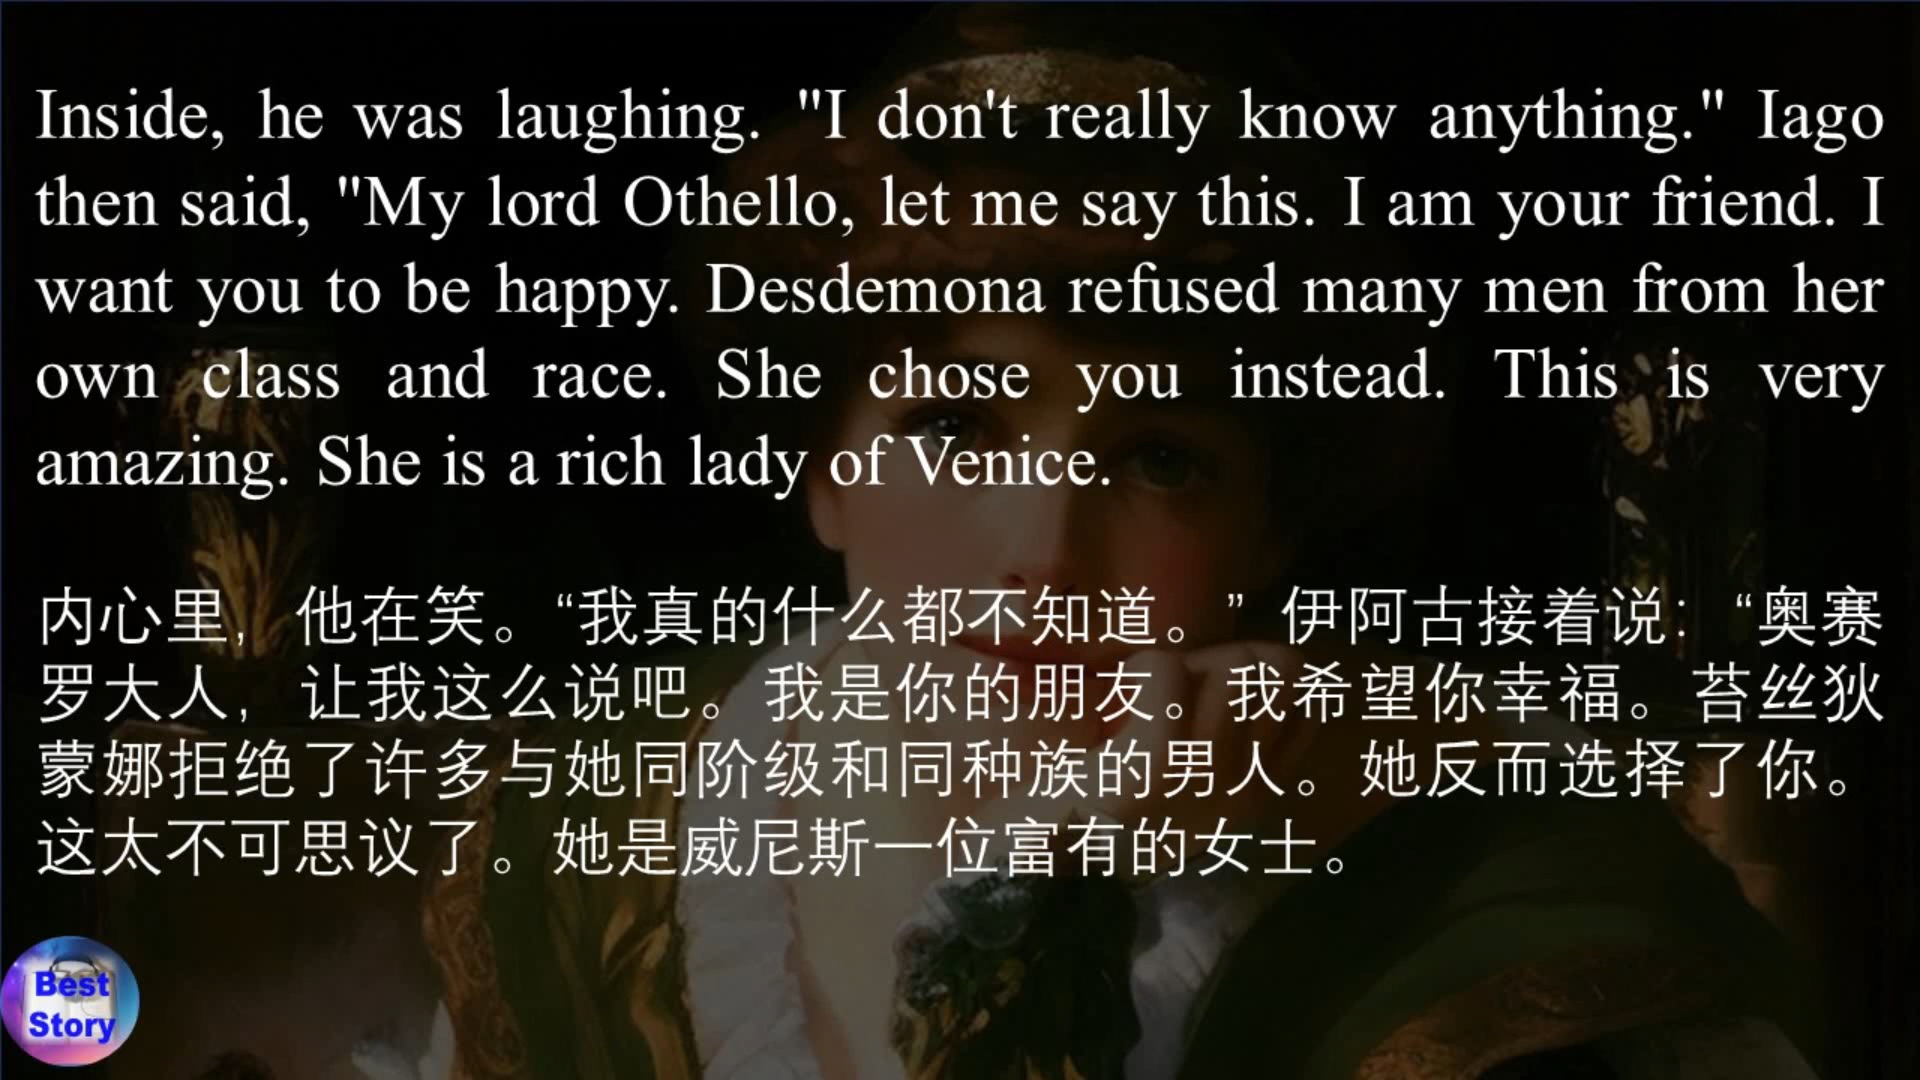 Inside, he was laughing. "I don't really know anything." Iago
then said, "My lord Othello, let me say this. I am your friend. I
want you to be happy. Desdemona refused many men from her
own class and race. She chose you instead. This is very
amazing. She is a rich lady of Venice.
内心里，他在笑。“我真的什么都不知道。”伊阿古接着说：“奥赛
罗大人，让我这么说吧。我是你的朋友。我希望你幸福。苔丝狄
蒙娜拒绝了许多与她同阶级和同种族的男人。她反而选择了你。
这太不可思议了。她是威尼斯一位富有的女士。
Best
Story